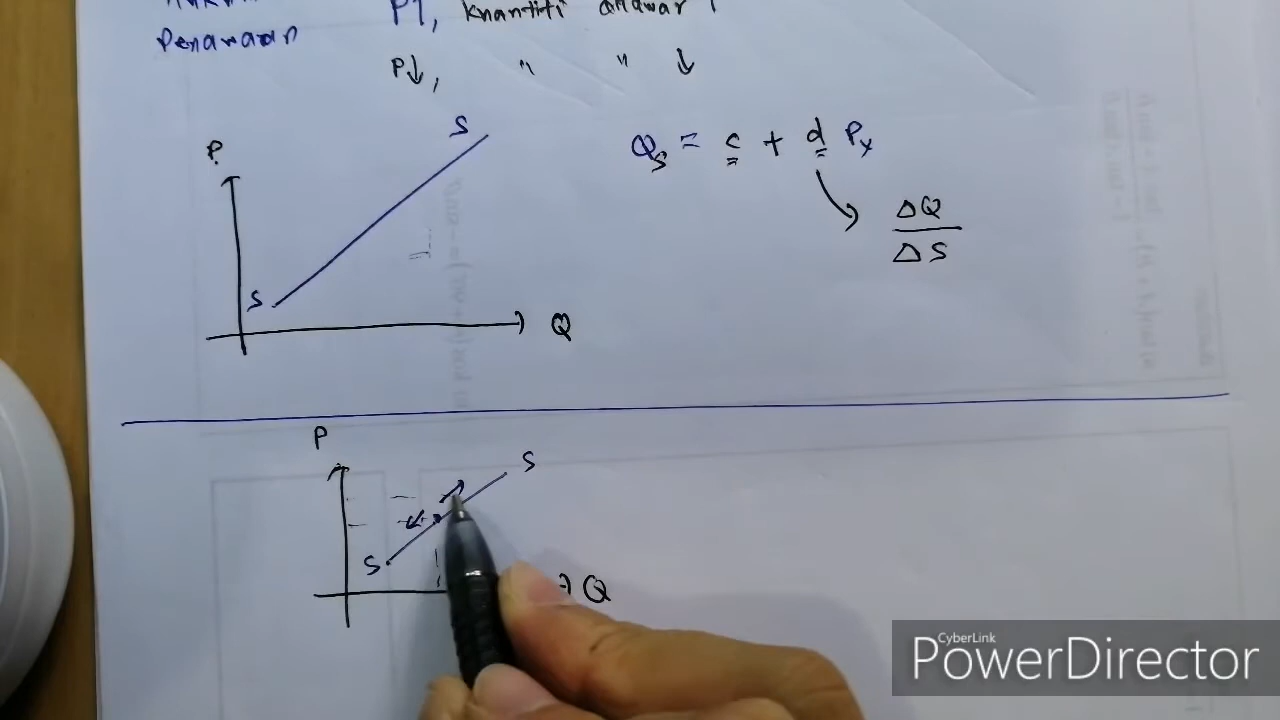 P↑, Kuantiti ditawar ↑
Penawaran
P↓, " " ↓
P
S
S
Q
Qs = c + d Px
ΔQ
ΔS
P
S
S
Q
CyberLink
PowerDirector